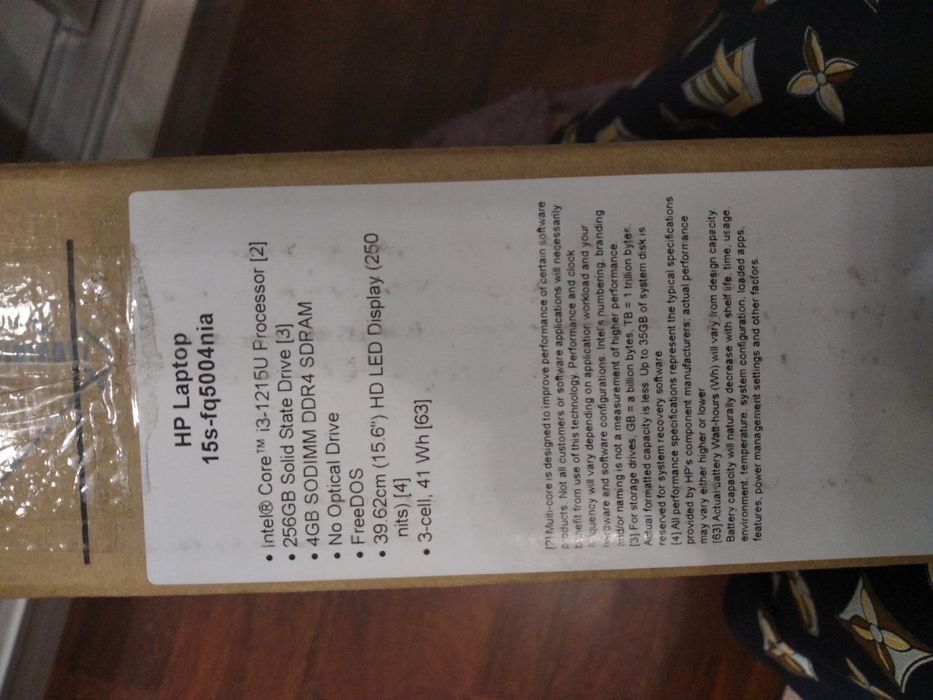 HP Laptop
15s-fq5004nia
• Intel® Core™ i3-1215U Processor [2]
• 256GB Solid State Drive [3]
• 4GB SODIMM DDR4 SDRAM
• No Optical Drive
• FreeDOS
• 39.62cm (15.6") HD LED Display (250
nits) [4]
• 3-cell, 41 Wh [63]
[2] Multi-core is designed to improve performance of certain software
products. Not all customers or software applications will necessarily
benefit from use of this technology. Performance and clock
frequency will vary depending on application workload and your
hardware and software configurations. Intel's numbering, branding
and/or naming is not a measurement of higher performance.
[3] For storage drives, GB = a billion bytes. TB = 1 trillion bytes.
Actual formatted capacity is less. Up to 35GB of system disk is
reserved for system recovery software.
[4] All performance specifications represent the typical specifications
provided by HP's component manufacturers; actual performance
may vary either higher or lower.
[63] Actual battery Watt-hours (Wh) will vary from design capacity.
Battery capacity will naturally decrease with shelf life, time, usage,
environment, temperature, system configuration, loaded apps,
features, power management settings and other factors.